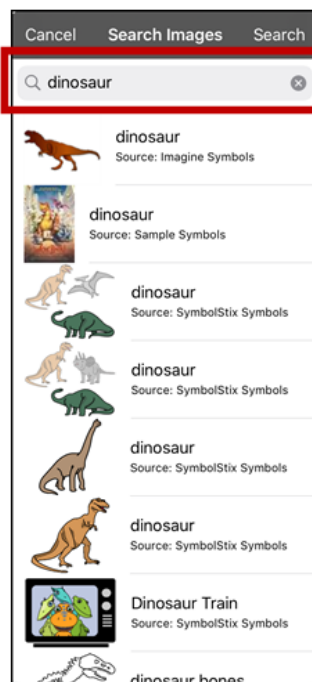 Cancel Search Images Search
dinosaur
dinosaur
Source: Imagine Symbols
dinosaur
Source: Sample Symbols
dinosaur
Source: SymbolStix Symbols
dinosaur
Source: SymbolStix Symbols
dinosaur
Source: SymbolStix Symbols
dinosaur
Source: SymbolStix Symbols
Dinosaur Train
Source: SymbolStix Symbols
dinosaur bones